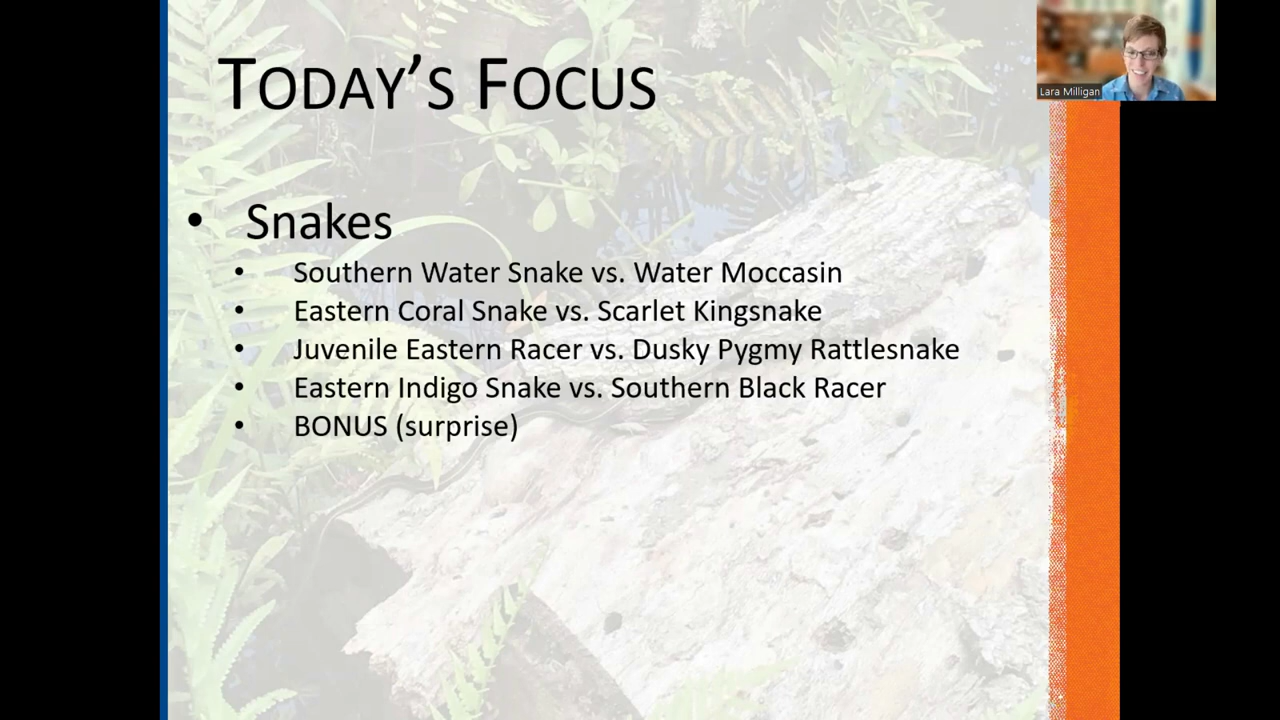 TODAY'S FOCUS
Lara Milligan
• Snakes
• Southern Water Snake vs. Water Moccasin
• Eastern Coral Snake vs. Scarlet Kingsnake
• Juvenile Eastern Racer vs. Dusky Pygmy Rattlesnake
• Eastern Indigo Snake vs. Southern Black Racer
• BONUS (surprise)